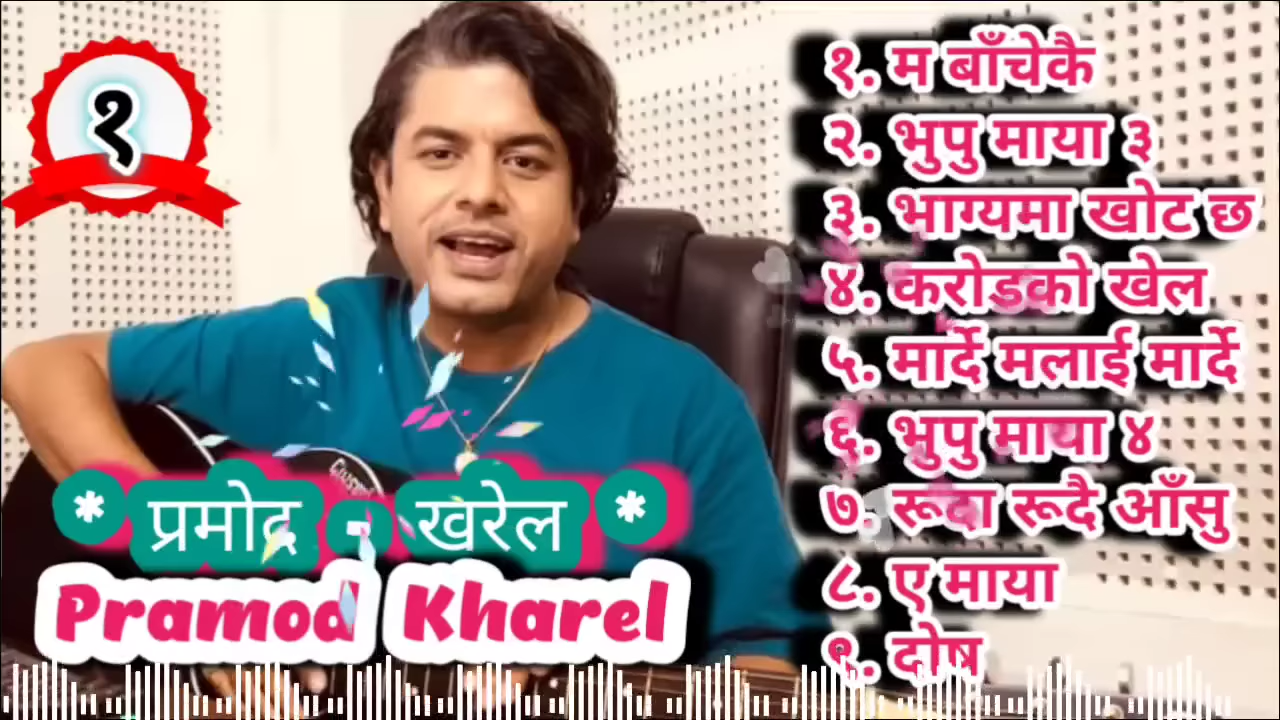 १
१. म बाँचेकै
२. भुपु माया ३
३. भाग्यमा खोट छ
४. करोडको खेल
५. मार्दे मलाई मार्दे
६. भुपु माया ४
७. रूदा रूदै आँसु
८. ए माया
९. दोष
* प्रमोद - खरेल *
Pramod Kharel